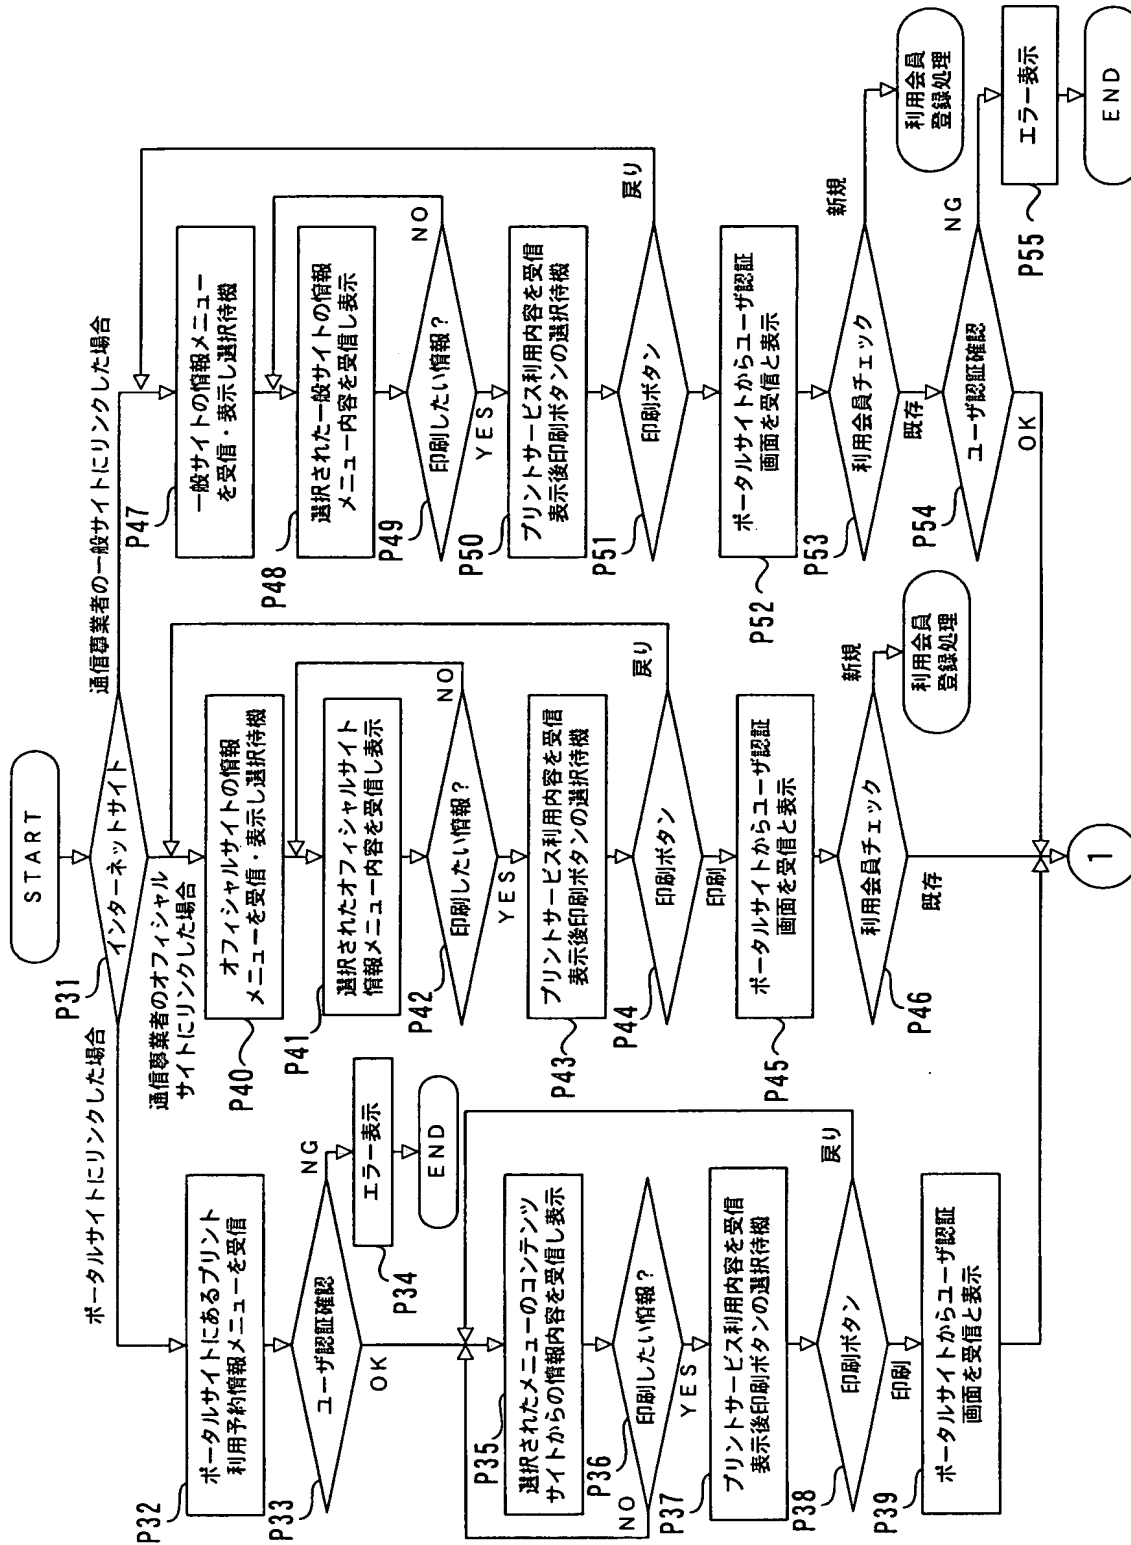 START
P31
インターネットサイト
ポータルサイトにリンクした場合
通信事業者のオフィシャル
サイトにリンクした場合
通信事業者の一般サイトにリンクした場合
P32
ポータルサイトにあるプリント
利用予約情報メニューを受信
P33
ユーザ認証確認
NG
OK
P34
エラー表示
END
P35
選択されたメニューのコンテンツ
サイトからの情報内容を受信し表示
P36
印刷したい情報?
NO
YES
P37
プリントサービス利用内容を受信
表示後印刷ボタンの選択待機
P38
印刷ボタン
戻り
印刷
P39
ポータルサイトからユーザ認証
画面を受信と表示
P40
オフィシャルサイトの情報
メニューを受信・表示し選択待機
P41
選択されたオフィシャルサイト
情報メニュー内容を受信し表示
P42
印刷したい情報?
NO
YES
P43
プリントサービス利用内容を受信
表示後印刷ボタンの選択待機
P44
印刷ボタン
戻り
印刷
P45
ポータルサイトからユーザ認証
画面を受信と表示
P46
利用会員チェック
新規
既存
利用会員
登録処理
P47
一般サイトの情報メニュー
を受信・表示し選択待機
P48
選択された一般サイトの情報
メニュー内容を受信し表示
P49
印刷したい情報?
NO
YES
P50
プリントサービス利用内容を受信
表示後印刷ボタンの選択待機
P51
印刷ボタン
戻り
P52
ポータルサイトからユーザ認証
画面を受信と表示
P53
利用会員チェック
新規
既存
利用会員
登録処理
P54
ユーザ認証確認
NG
OK
P55
エラー表示
END
1